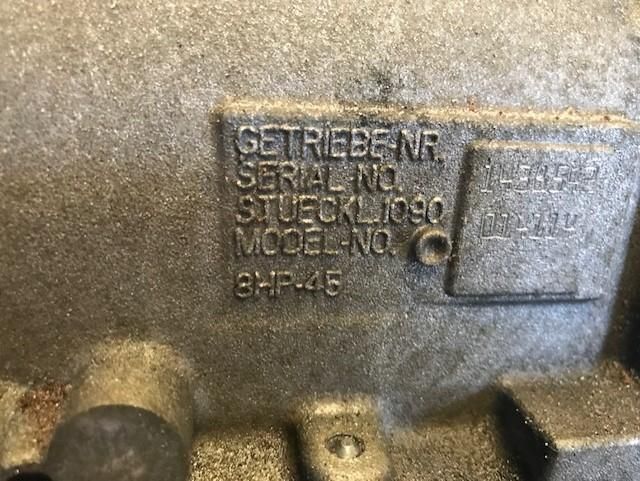 GETRIEBE-NR.
SERIAL NO.
STUECKL.1090
MODEL-NO.
8HP-45